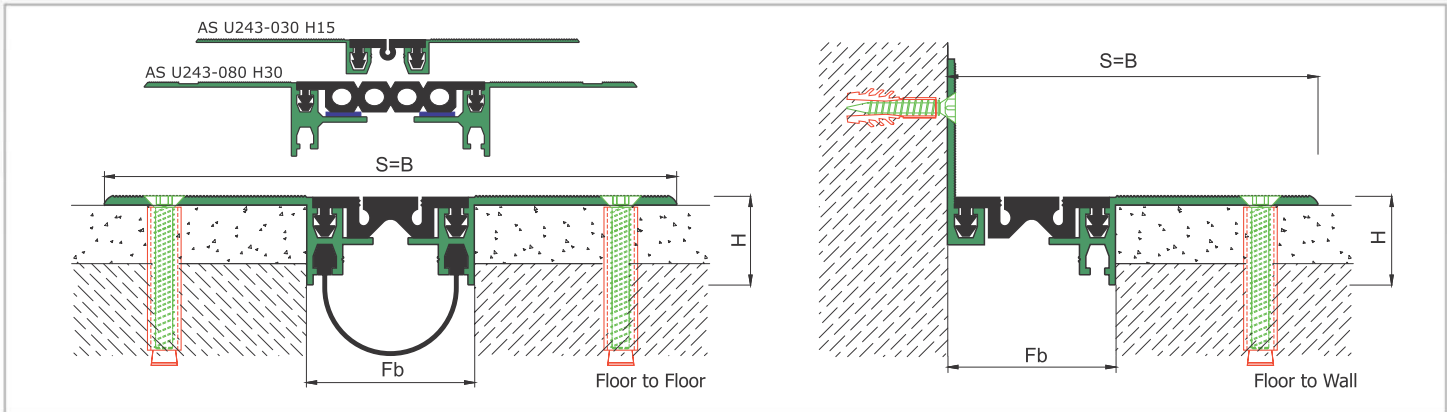 AS U243-030 H15
AS U243-080 H30
S=B
H
Fb
Floor to Floor
S=B
H
Fb
Floor to Wall